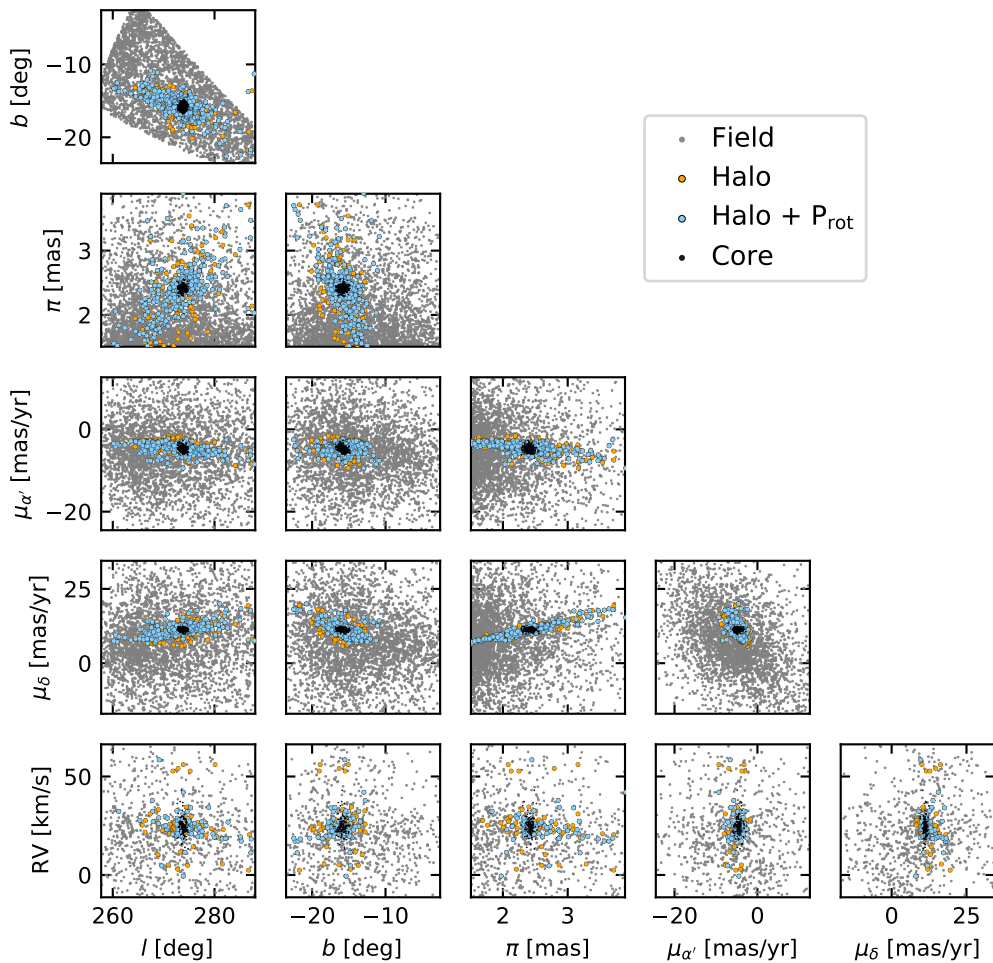 b [deg]
−10
−20
Field
Halo
Halo + P_rot
Core
π [mas]
3
2
μ_α′ [mas/yr]
0
−20
μ_δ [mas/yr]
25
0
RV [km/s]
50
0
260 280
−20 −10
2 3
−20 0
0 25
l [deg]
b [deg]
π [mas]
μ_α′ [mas/yr]
μ_δ [mas/yr]